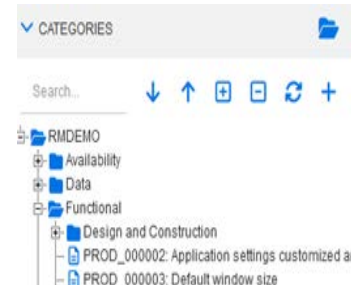 CATEGORIES
Search...
RMDEMO
Availability
Data
Functional
Design and Construction
PROD_000002: Application settings customized a
PROD_000003: Default window size